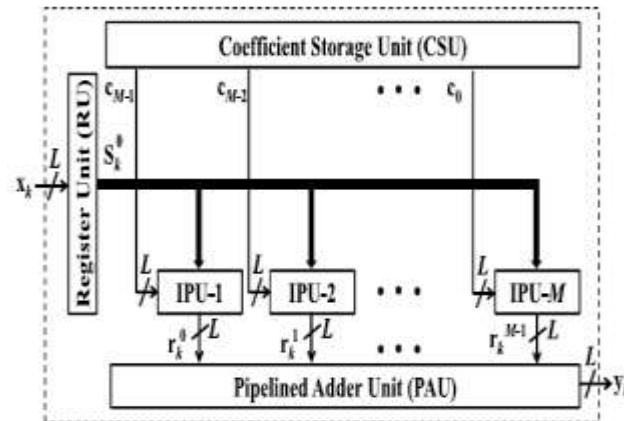 Coefficient Storage Unit (CSU)
Register Unit (RU)
c_{M-1}
c_{M-2}
c_0
S_k^0
L
x_k
L
IPU-1
L
IPU-2
L
IPU-M
r_k^0
L
r_k^1
L
r_k^{M-1}
L
Pipelined Adder Unit (PAU)
L
y